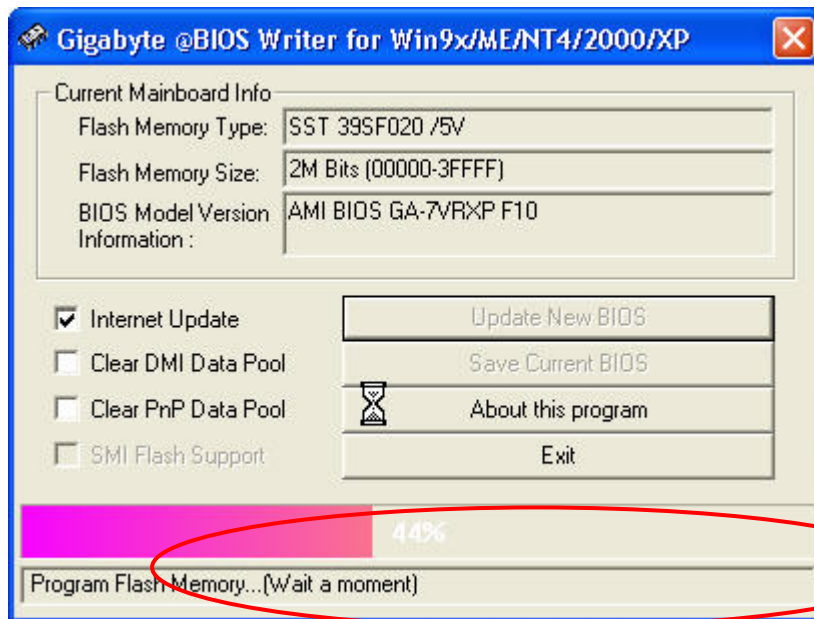 Gigabyte @BIOS Writer for Win9x/ME/NT4/2000/XP
Current Mainboard Info
Flash Memory Type: SST 39SF020 /5V
Flash Memory Size: 2M Bits (00000-3FFFF)
BIOS Model Version AMI BIOS GA-7VRXP F10
Information :
Internet Update Update New BIOS
Clear DMI Data Pool Save Current BIOS
Clear PnP Data Pool About this program
SMI Flash Support Exit
44%
Program Flash Memory...(Wait a moment)